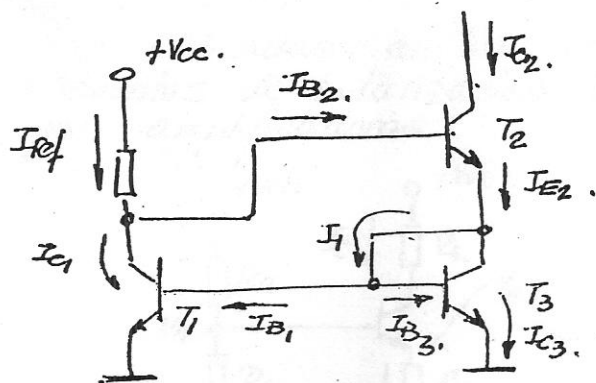 +Vcc.
IC2.
IB2.
T2
Iref
IE2
I1
IC1
T1
IB1
IB3.
T3
IC3.